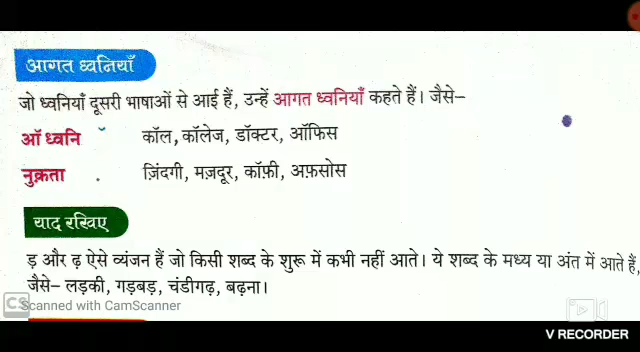 आगत ध्वनियाँ
जो ध्वनियाँ दूसरी भाषाओं से आई हैं, उन्हें आगत ध्वनियाँ कहते हैं। जैसे–
ऑ ध्वनि ॅ कॉल, कॉलेज, डॉक्टर, ऑफिस
नुक़्ता . ज़िंदगी, मज़दूर, कॉफ़ी, अफ़सोस
याद रखिए
ड़ और ढ़ ऐसे व्यंजन हैं जो किसी शब्द के शुरू में कभी नहीं आते। ये शब्द के मध्य या अंत में आते हैं,
जैसे– लड़की, गड़बड़, चंडीगढ़, बढ़ना।
CS Scanned with CamScanner
V RECORDER